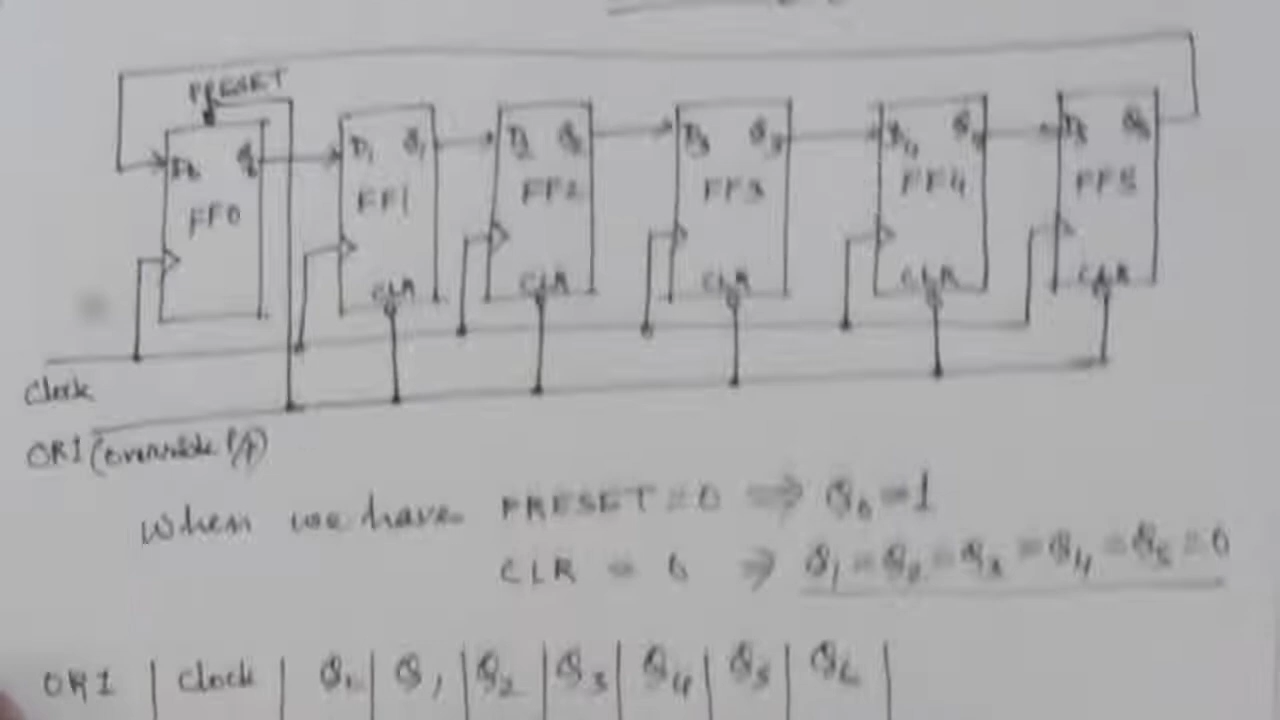 PRESET
D0 Q0 D1 Q1 D2 Q2 D3 Q3 D4 Q4 D5 Q5
FF0 FF1 FF2 FF3 FF4 FF5
CLR CLR CLR CLR CLR
Clock
ORI (override i/p)
when we have PRESET = 0 ⇒ Q0 = 1
CLR = 0 ⇒ Q1 = Q2 = Q3 = Q4 = Q5 = 0
ORI | clock | Q0 | Q1 | Q2 | Q3 | Q4 | Q5 | Q6 |